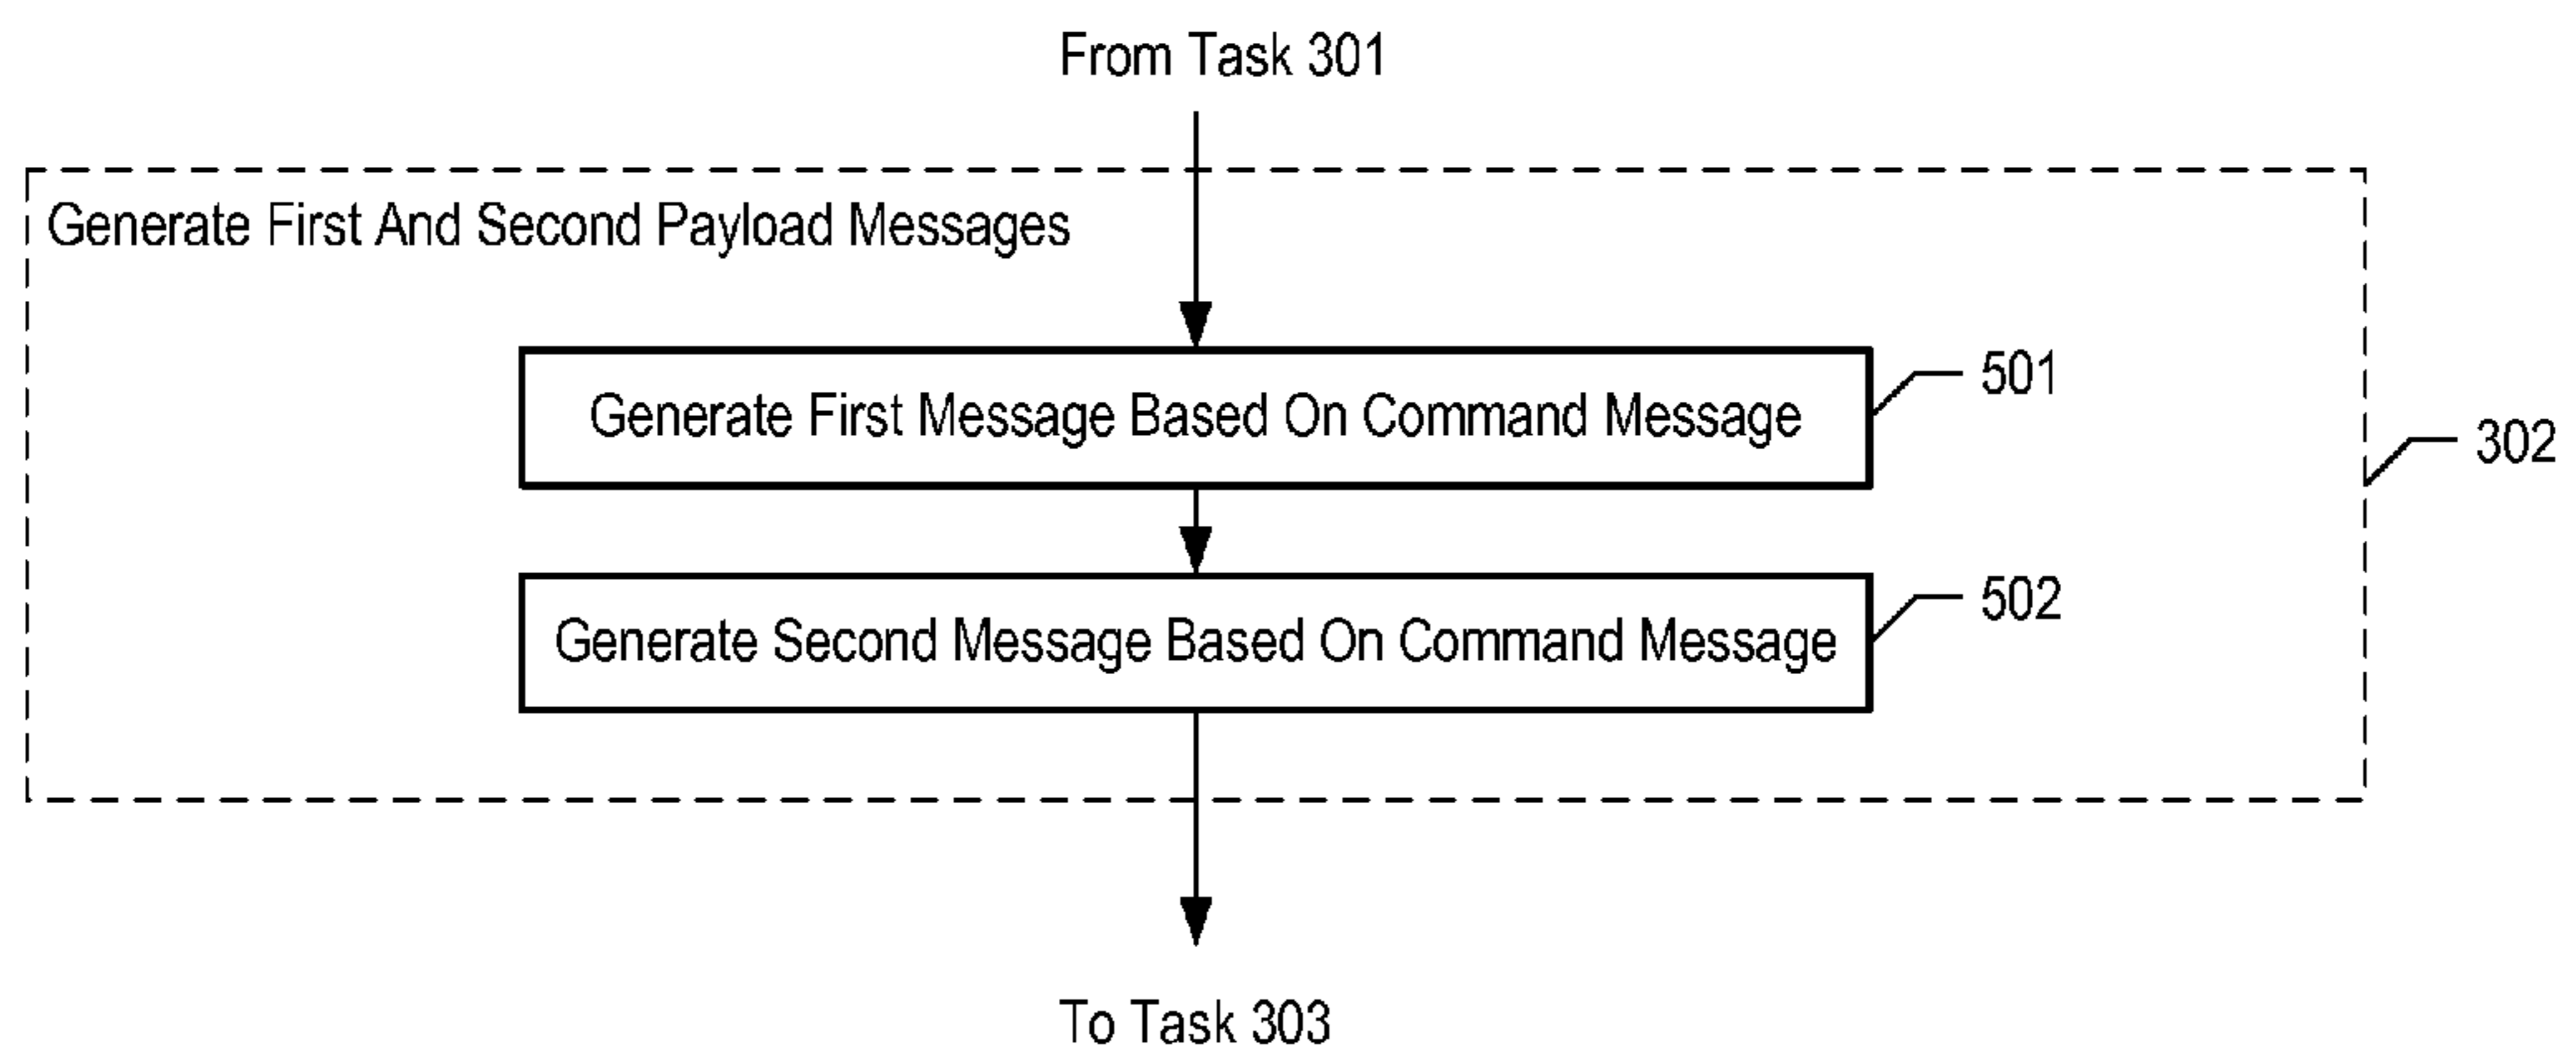 From Task 301
Generate First And Second Payload Messages
Generate First Message Based On Command Message
501
302
Generate Second Message Based On Command Message
502
To Task 303